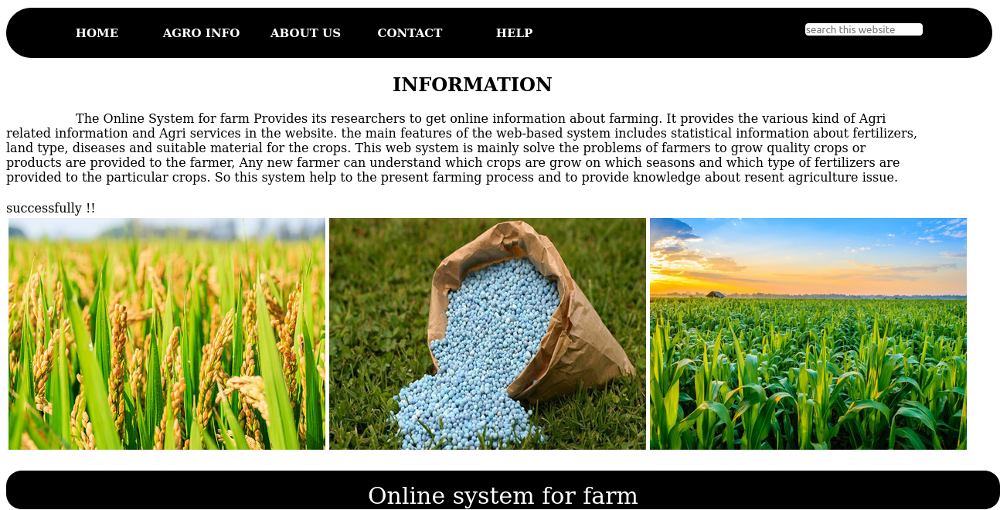 HOME AGRO INFO ABOUT US CONTACT HELP search this website
INFORMATION
The Online System for farm Provides its researchers to get online information about farming. It provides the various kind of Agri
related information and Agri services in the website. the main features of the web-based system includes statistical information about fertilizers,
land type, diseases and suitable material for the crops. This web system is mainly solve the problems of farmers to grow quality crops or
products are provided to the farmer, Any new farmer can understand which crops are grow on which seasons and which type of fertilizers are
provided to the particular crops. So this system help to the present farming process and to provide knowledge about resent agriculture issue.
successfully !!
Online system for farm